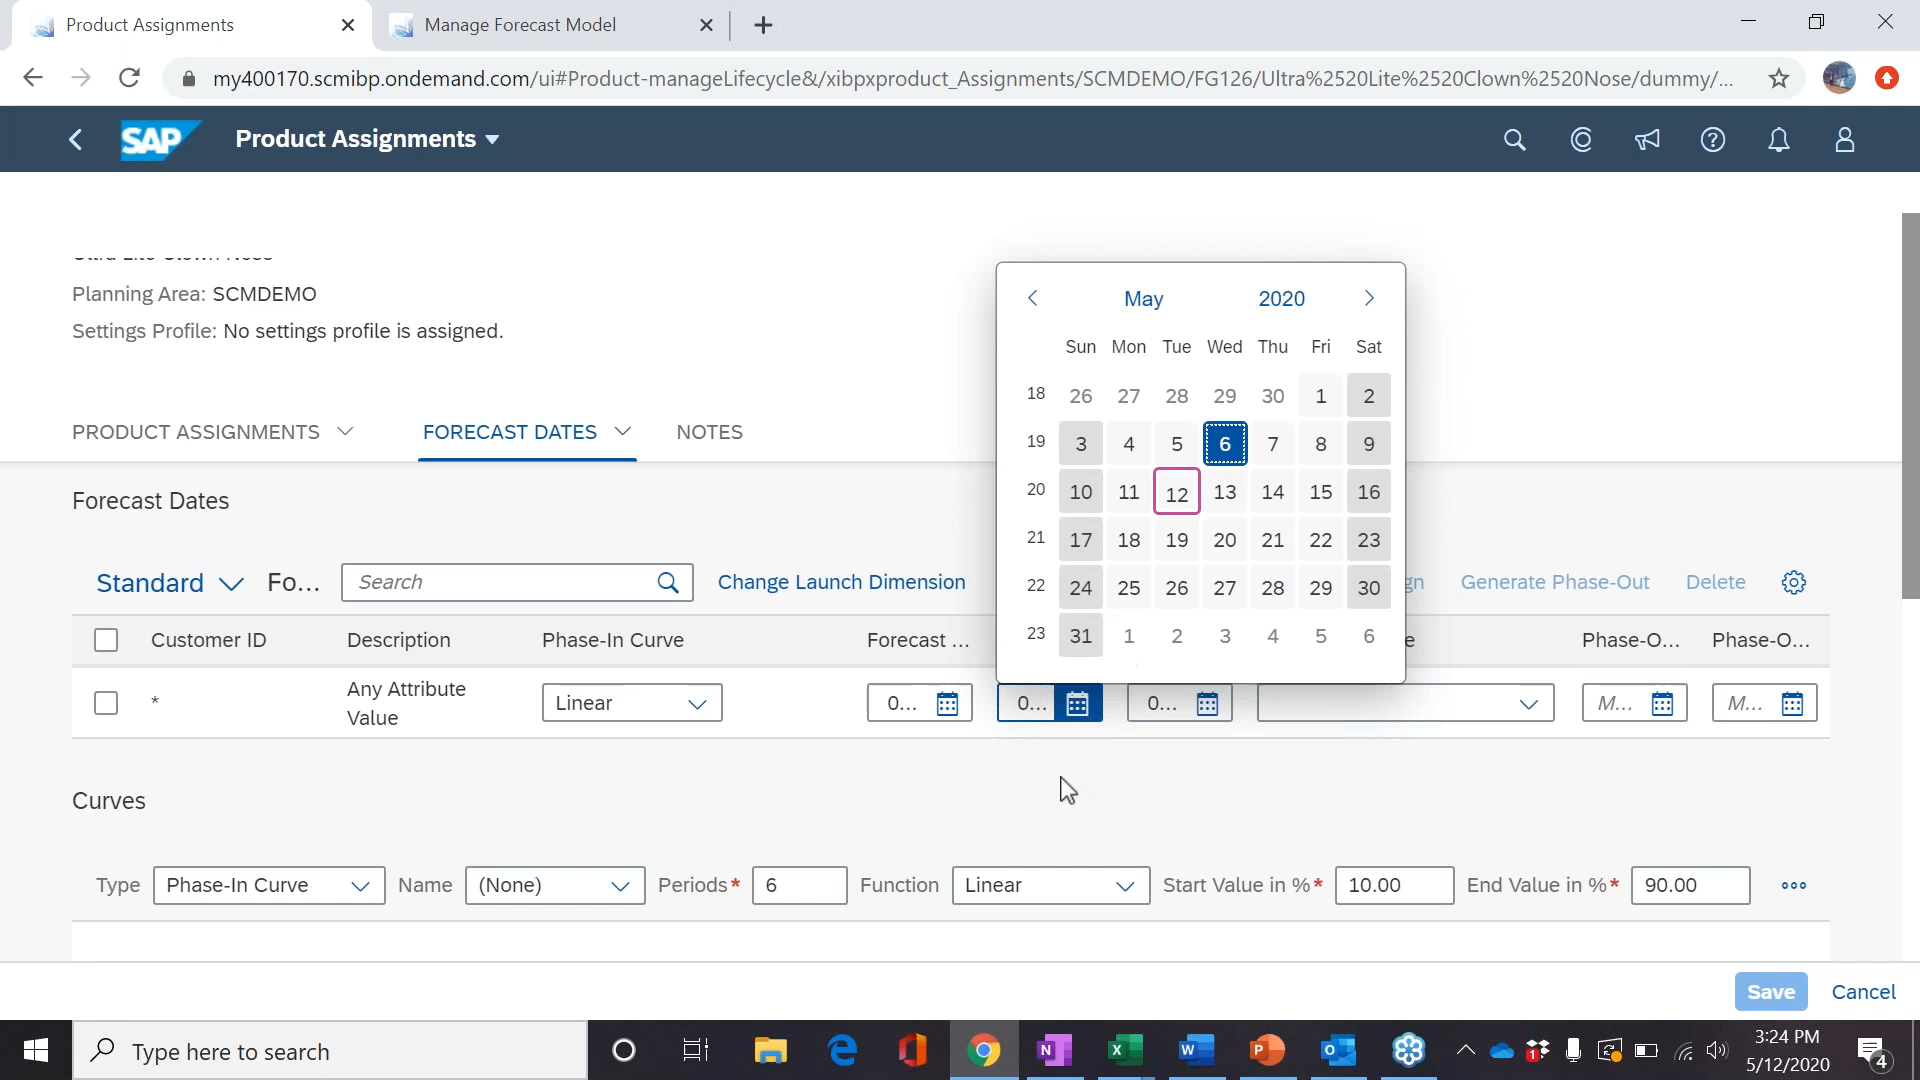 Product Assignments
Manage Forecast Model
my400170.scmibp.ondemand.com/ui#Product-manageLifecycle&/xibpxproduct_Assignments/SCMDEMO/FG126/Ultra%2520Lite%2520Clown%2520Nose/dummy/...
SAP Product Assignments
Planning Area: SCMDEMO
Settings Profile: No settings profile is assigned.
PRODUCT ASSIGNMENTS FORECAST DATES NOTES
Forecast Dates
Standard Fo... Search Change Launch Dimension gn Generate Phase-Out Delete
Customer ID Description Phase-In Curve Forecast ... e Phase-O... Phase-O...
* Any Attribute Value Linear 0... 0... 0... M... M...
May 2020
Sun Mon Tue Wed Thu Fri Sat
18 26 27 28 29 30 1 2
19 3 4 5 6 7 8 9
20 10 11 12 13 14 15 16
21 17 18 19 20 21 22 23
22 24 25 26 27 28 29 30
23 31 1 2 3 4 5 6
Curves
Type Phase-In Curve Name (None) Periods* 6 Function Linear Start Value in %* 10.00 End Value in %* 90.00
Save Cancel
Type here to search
N X W P O 1
3:24 PM
5/12/2020
4